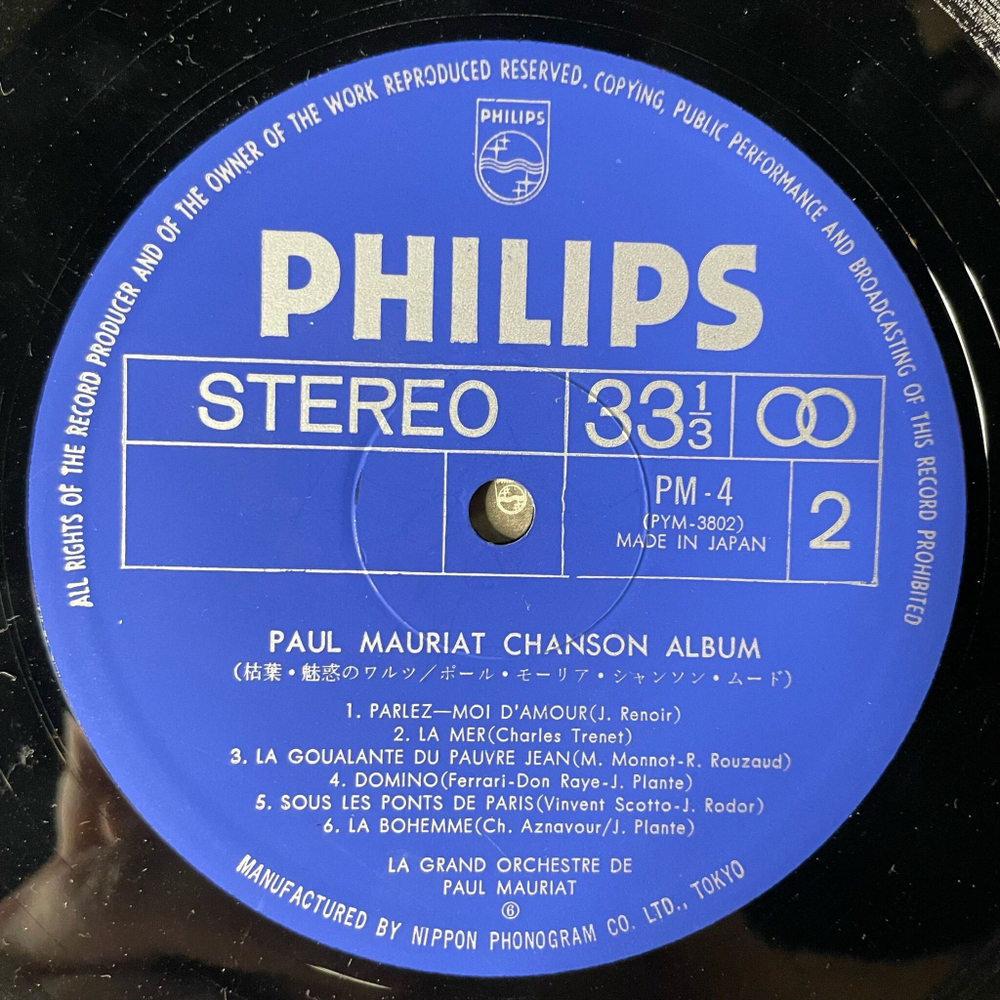 ALL RIGHTS OF THE RECORD PRODUCER AND OF THE OWNER OF THE WORK REPRODUCED RESERVED. COPYING, PUBLIC PERFORMANCE AND BROADCASTING OF THIS RECORD PROHIBITED
PHILIPS
PHILIPS
STEREO 33 1/3
PM-4 2
(PYM-3802)
MADE IN JAPAN
PAUL MAURIAT CHANSON ALBUM
(枯葉・魅惑のワルツ/ポール・モーリア・シャンソン・ムード)
1. PARLEZ—MOI D'AMOUR(J. Renoir)
2. LA MER(Charles Trenet)
3. LA GOUALANTE DU PAUVRE JEAN(M. Monnot-R. Rouzaud)
4. DOMINO(Ferrari-Don Raye-J. Plante)
5. SOUS LES PONTS DE PARIS(Vinvent Scotto-J. Rodor)
6. LA BOHEMME(Ch. Aznavour/J. Plante)
LA GRAND ORCHESTRE DE
PAUL MAURIAT
⑥
MANUFACTURED BY NIPPON PHONOGRAM CO. LTD., TOKYO